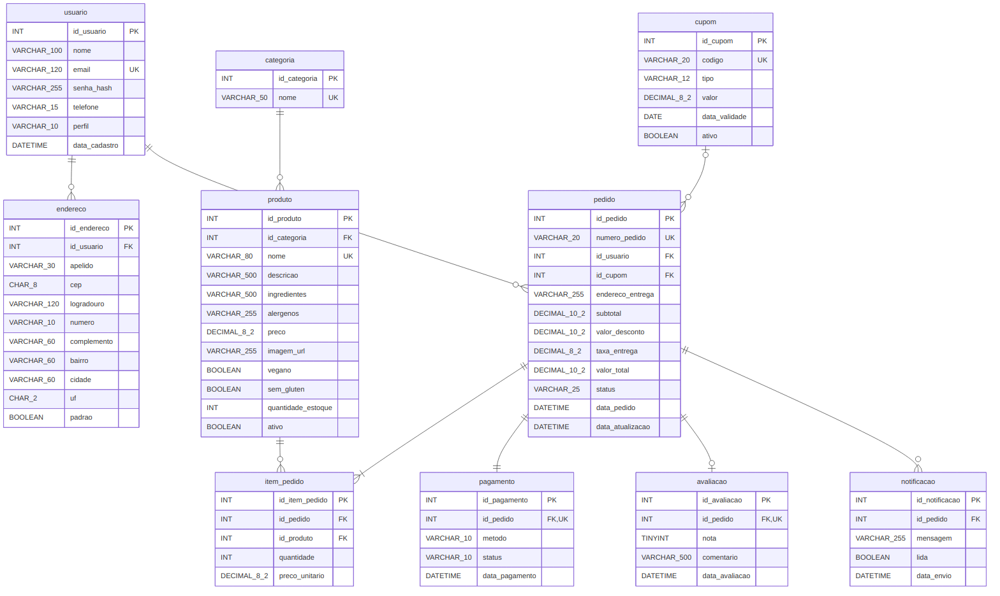 usuario
INT id_usuario PK
VARCHAR_100 nome
VARCHAR_120 email UK
VARCHAR_255 senha_hash
VARCHAR_15 telefone
VARCHAR_10 perfil
DATETIME data_cadastro
categoria
INT id_categoria PK
VARCHAR_50 nome UK
cupom
INT id_cupom PK
VARCHAR_20 codigo UK
VARCHAR_12 tipo
DECIMAL_8_2 valor
DATE data_validade
BOOLEAN ativo
endereco
INT id_endereco PK
INT id_usuario FK
VARCHAR_30 apelido
CHAR_8 cep
VARCHAR_120 logradouro
VARCHAR_10 numero
VARCHAR_60 complemento
VARCHAR_60 bairro
VARCHAR_60 cidade
CHAR_2 uf
BOOLEAN padrao
produto
INT id_produto PK
INT id_categoria FK
VARCHAR_80 nome UK
VARCHAR_500 descricao
VARCHAR_500 ingredientes
VARCHAR_255 alergenos
DECIMAL_8_2 preco
VARCHAR_255 imagem_url
BOOLEAN vegano
BOOLEAN sem_gluten
INT quantidade_estoque
BOOLEAN ativo
pedido
INT id_pedido PK
VARCHAR_20 numero_pedido UK
INT id_usuario FK
INT id_cupom FK
VARCHAR_255 endereco_entrega
DECIMAL_10_2 subtotal
DECIMAL_10_2 valor_desconto
DECIMAL_8_2 taxa_entrega
DECIMAL_10_2 valor_total
VARCHAR_25 status
DATETIME data_pedido
DATETIME data_atualizacao
item_pedido
INT id_item_pedido PK
INT id_pedido FK
INT id_produto FK
INT quantidade
DECIMAL_8_2 preco_unitario
pagamento
INT id_pagamento PK
INT id_pedido FK,UK
VARCHAR_10 metodo
VARCHAR_10 status
DATETIME data_pagamento
avaliacao
INT id_avaliacao PK
INT id_pedido FK,UK
TINYINT nota
VARCHAR_500 comentario
DATETIME data_avaliacao
notificacao
INT id_notificacao PK
INT id_pedido FK
VARCHAR_255 mensagem
BOOLEAN lida
DATETIME data_envio